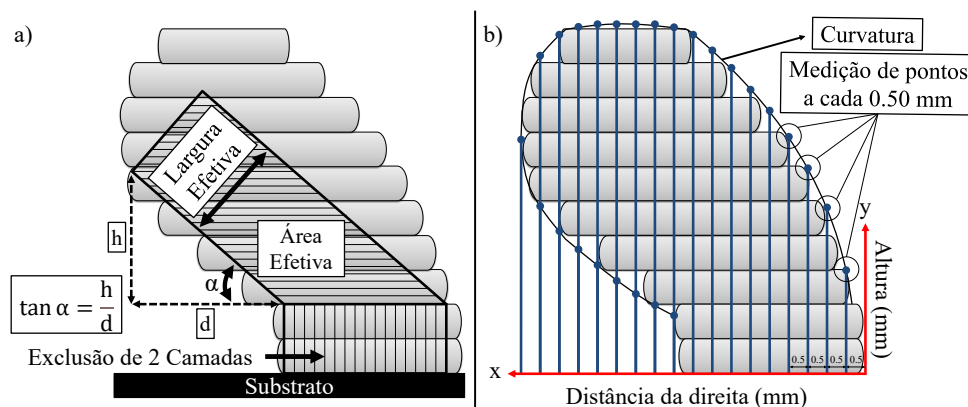 a)
Largura
Efetiva
h
Área
Efetiva
α
tan α = h/d
d
Exclusão de 2 Camadas
Substrato
b)
Curvatura
Medição de pontos
a cada 0.50 mm
y
Altura (mm)
0.5 0.5 0.5 0.5
x
Distância da direita (mm)